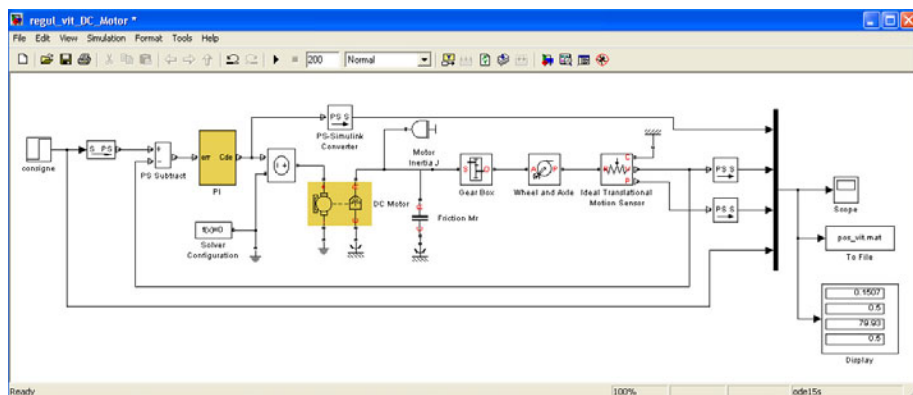 regul_vit_DC_Motor *
File Edit View Simulation Format Tools Help
200 Normal
consigne
S PS
PS Subtract
err Cde
PI
PS S
PS-Simulink
Converter
Motor
Inertia J
Gear Box
Wheel and Axle
Ideal Translational
Motion Sensor
DC Motor
Friction Mr
f(x)=0
Solver
Configuration
PS S
PS S
Scope
pos_vit.mat
To File
0.1507
0.5
79.93
0.5
Display
Ready
100%
ode15s